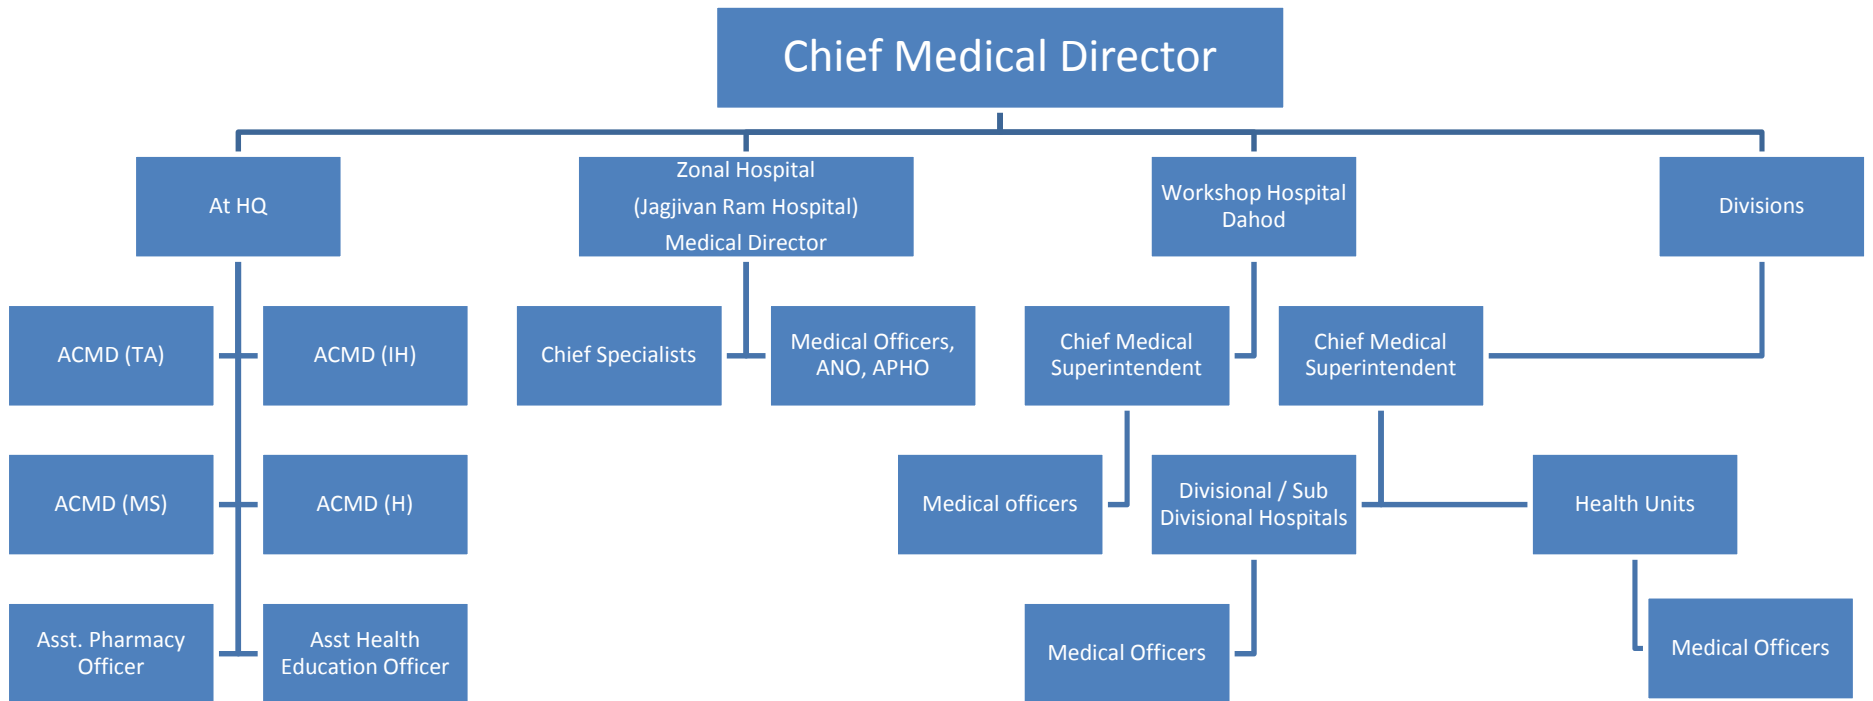 Chief Medical Director
At HQ
Zonal Hospital
(Jagjivan Ram Hospital)
Medical Director
Workshop Hospital
Dahod
Divisions
ACMD (TA)
ACMD (IH)
Chief Specialists
Medical Officers,
ANO, APHO
Chief Medical
Superintendent
Chief Medical
Superintendent
ACMD (MS)
ACMD (H)
Medical officers
Divisional / Sub
Divisional Hospitals
Health Units
Asst. Pharmacy
Officer
Asst Health
Education Officer
Medical Officers
Medical Officers